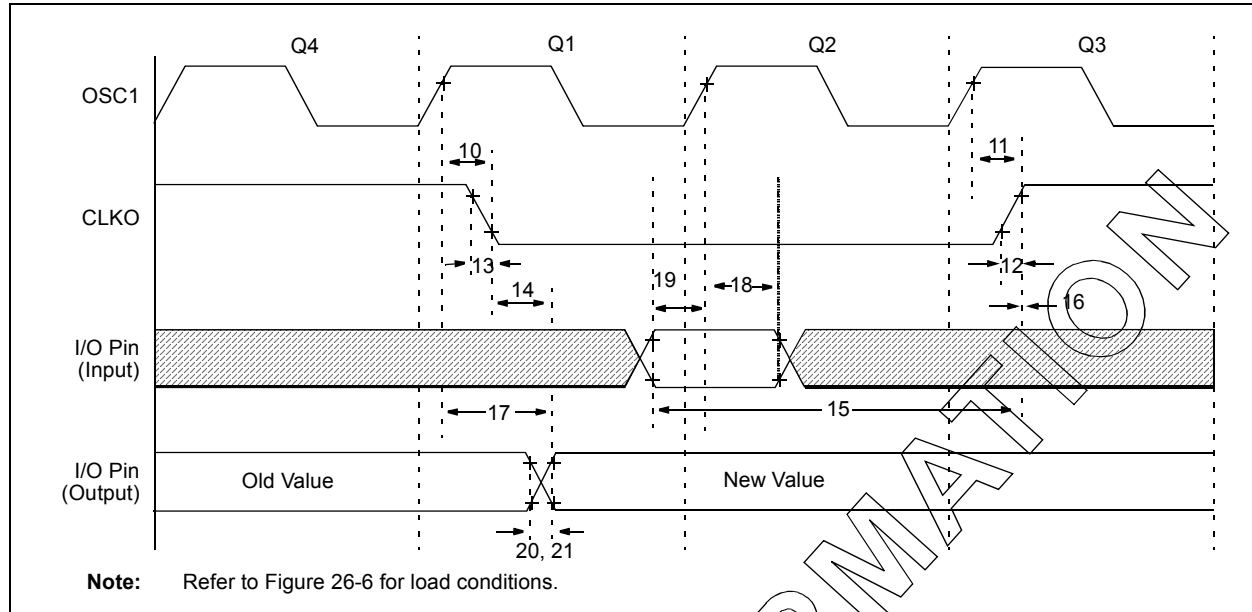 Q4 Q1 Q2 Q3
OSC1
10 11
CLKO
13 12
14 19 18 16
I/O Pin
(Input)
17 15
I/O Pin
(Output)
Old Value New Value
20, 21
Note: Refer to Figure 26-6 for load conditions.
RMATION